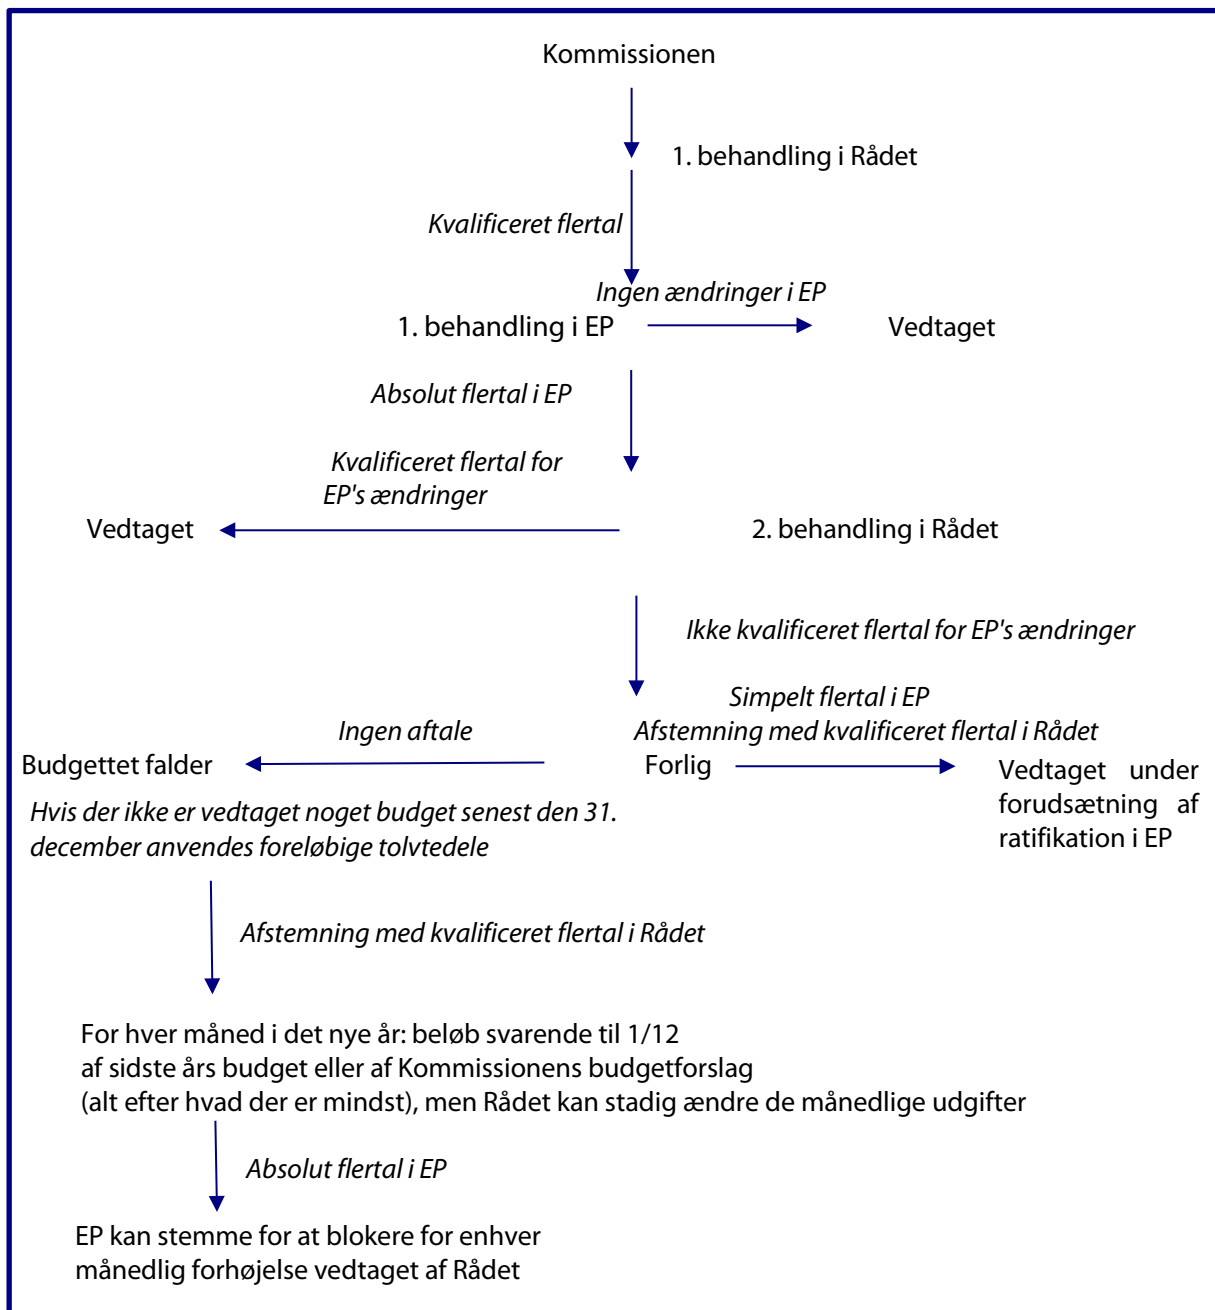 Kommissionen
1. behandling i Rådet
Kvalificeret flertal
Ingen ændringer i EP
1. behandling i EP
Vedtaget
Absolut flertal i EP
Kvalificeret flertal for
EP's ændringer
Vedtaget
2. behandling i Rådet
Ikke kvalificeret flertal for EP's ændringer
Simpelt flertal i EP
Ingen aftale
Afstemning med kvalificeret flertal i Rådet
Budgettet falder
Forlig
Vedtaget under
forudsætning af
ratifikation i EP
Hvis der ikke er vedtaget noget budget senest den 31.
december anvendes foreløbige tolvtedele
Afstemning med kvalificeret flertal i Rådet
For hver måned i det nye år: beløb svarende til 1/12
af sidste års budget eller af Kommissionens budgetforslag
(alt efter hvad der er mindst), men Rådet kan stadig ændre de månedlige udgifter
Absolut flertal i EP
EP kan stemme for at blokere for enhver
månedlig forhøjelse vedtaget af Rådet